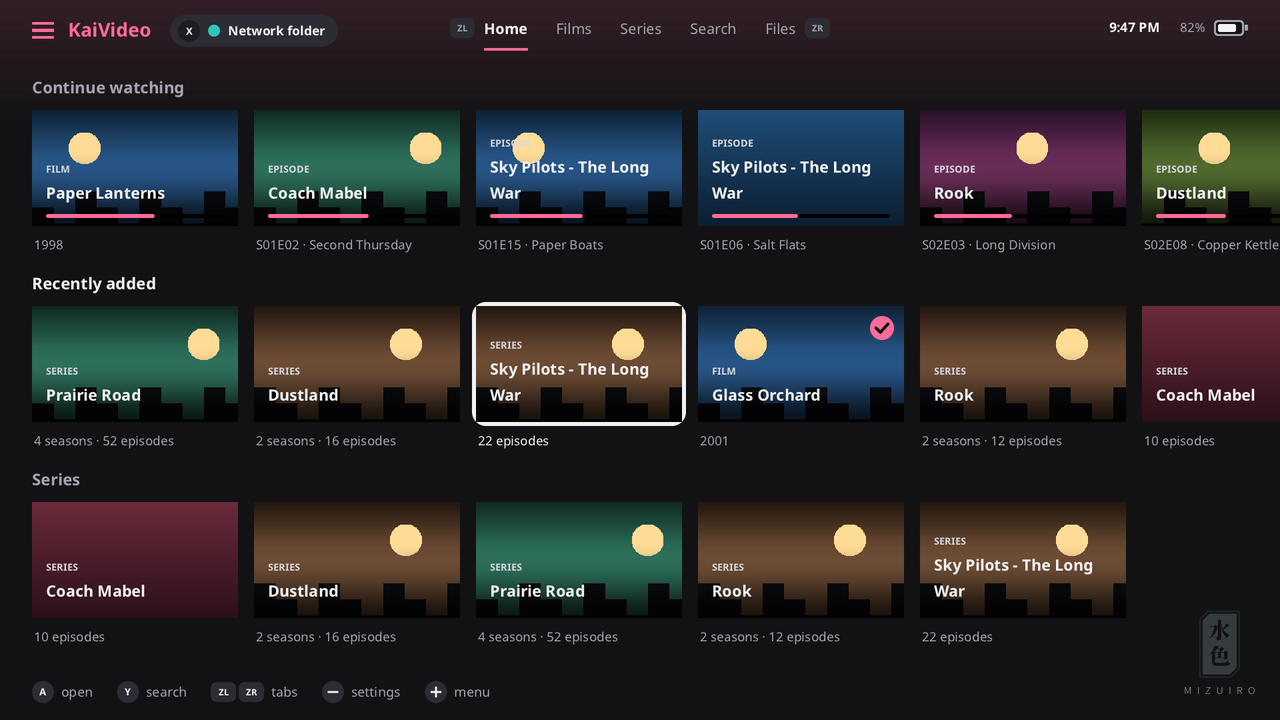 KaiVideo
X Network folder
ZL Home Films Series Search Files ZR
9:47 PM 82%
Continue watching
FILM
Paper Lanterns
1998
EPISODE
Coach Mabel
S01E02 · Second Thursday
EPISODE
Sky Pilots - The Long
War
S01E15 · Paper Boats
EPISODE
Sky Pilots - The Long
War
S01E06 · Salt Flats
EPISODE
Rook
S02E03 · Long Division
EPISODE
Dustland
S02E08 · Copper Kettle
Recently added
SERIES
Prairie Road
4 seasons · 52 episodes
SERIES
Dustland
2 seasons · 16 episodes
SERIES
Sky Pilots - The Long
War
22 episodes
FILM
Glass Orchard
2001
SERIES
Rook
2 seasons · 12 episodes
SERIES
Coach Mabel
10 episodes
Series
SERIES
Coach Mabel
10 episodes
SERIES
Dustland
2 seasons · 16 episodes
SERIES
Prairie Road
4 seasons · 52 episodes
SERIES
Rook
2 seasons · 12 episodes
SERIES
Sky Pilots - The Long
War
22 episodes
水色
MIZUIRO
A open Y search ZL ZR tabs settings menu